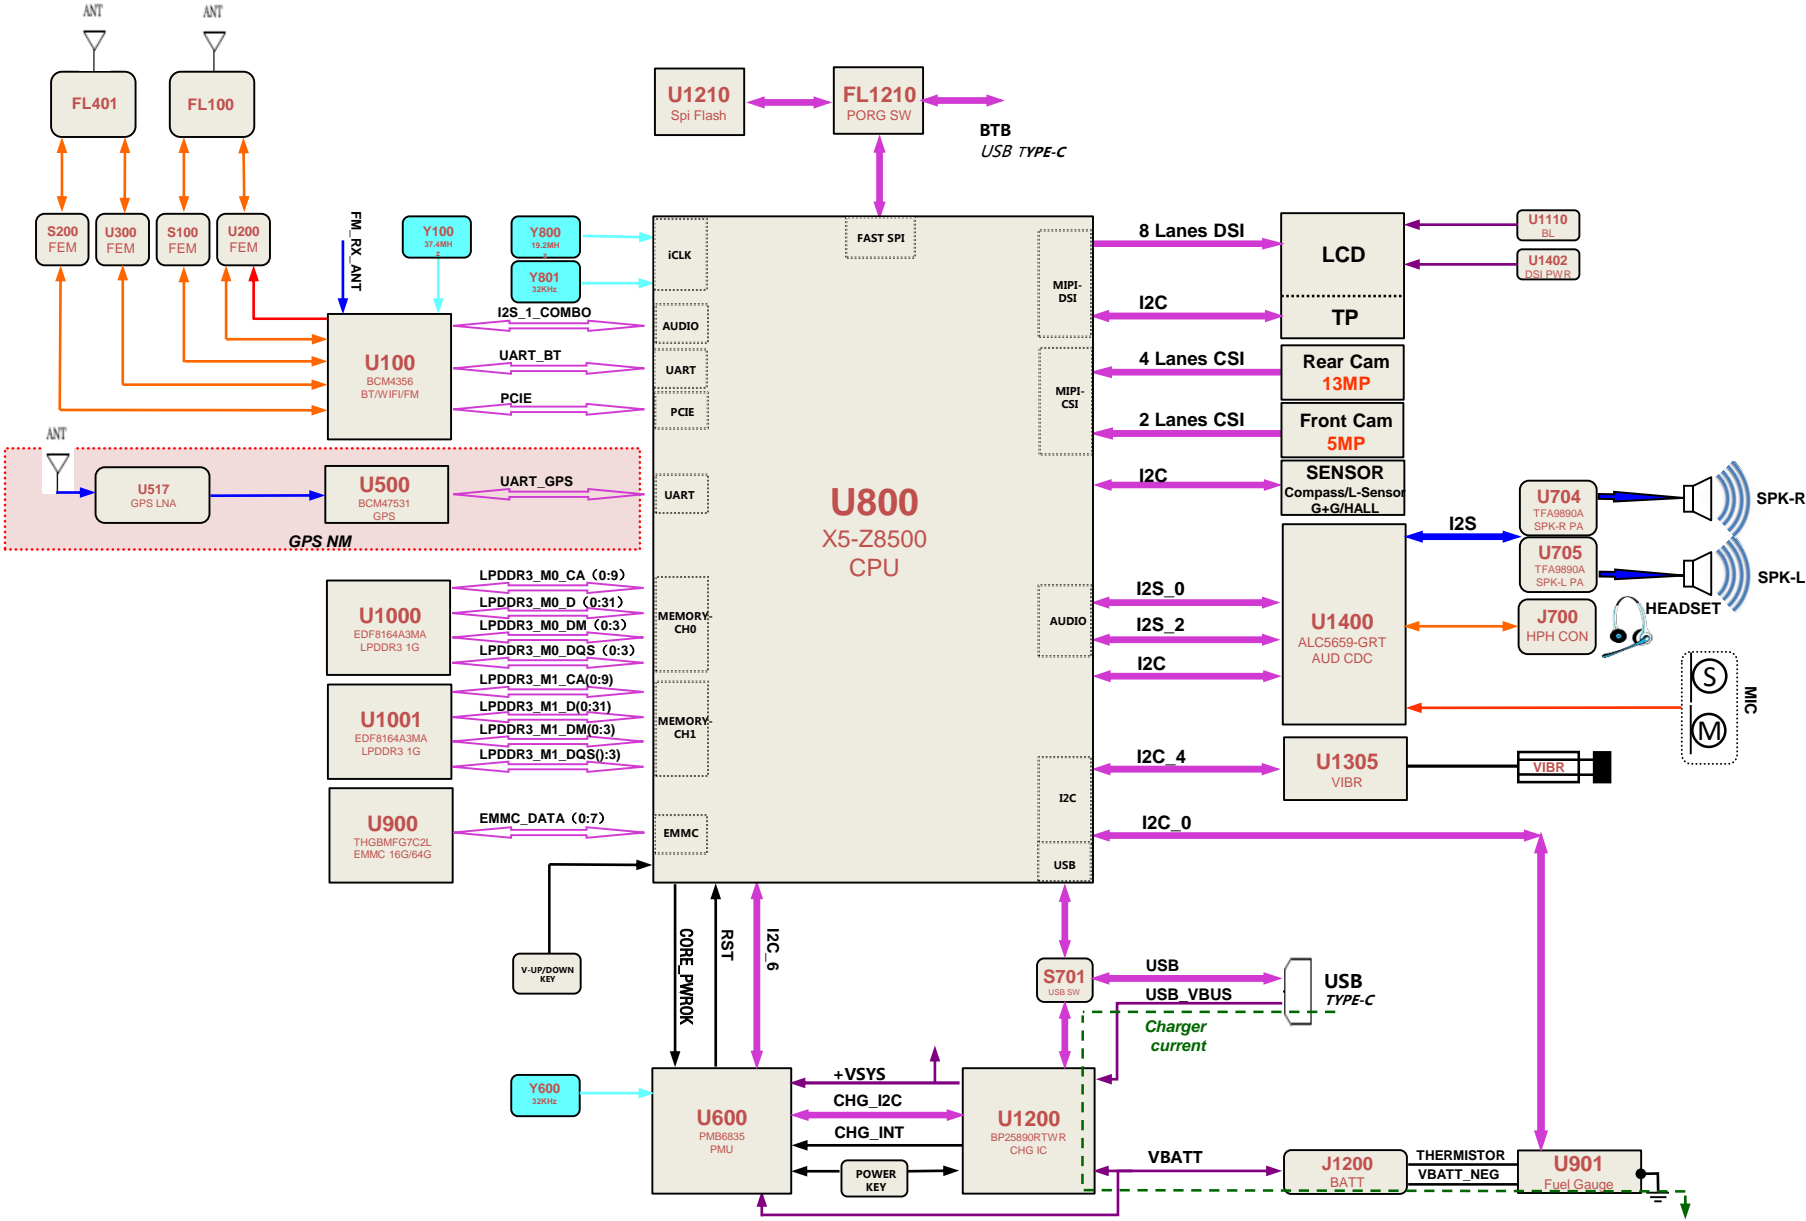 ANT
ANT
FL401
FL100
U1210
Spi Flash
FL1210
PORG SW
BTB
USB TYPE-C
S200
FEM
U300
FEM
S100
FEM
U200
FEM
FM_RX_ANT
Y100
37.4MH
z
Y800
19.2MH
z
Y801
32KHz
iCLK
FAST SPI
MIPI-
DSI
8 Lanes DSI
I2C
LCD
TP
U1110
BL
U1402
DSI PWR
I2S_1_COMBO
AUDIO
U100
BCM4356
BT/WIFI/FM
UART_BT
UART
PCIE
PCIE
MIPI-
CSI
4 Lanes CSI
Rear Cam
13MP
2 Lanes CSI
Front Cam
5MP
ANT
U517
GPS LNA
U500
BCM47531
GPS
UART_GPS
UART
GPS NM
U800
X5-Z8500
CPU
I2C
SENSOR
Compass/L-Sensor
G+G/HALL
I2S
U704
TFA9890A
SPK-R PA
SPK-R
U705
TFA9890A
SPK-L PA
SPK-L
U1000
EDF8164A3MA
LPDDR3 1G
LPDDR3_M0_CA（0:9）
LPDDR3_M0_D（0:31）
LPDDR3_M0_DM（0:3）
LPDDR3_M0_DQS（0:3）
MEMORY-
CH0
U1001
EDF8164A3MA
LPDDR3 1G
LPDDR3_M1_CA(0:9)
LPDDR3_M1_D(0:31)
LPDDR3_M1_DM(0:3)
LPDDR3_M1_DQS():3)
MEMORY-
CH1
AUDIO
I2S_0
I2S_2
I2C
U1400
ALC5659-GRT
AUD CDC
J700
HPH CON
HEADSET
S
M
MIC
U900
THGBMFG7C2L
EMMC 16G/64G
EMMC_DATA（0:7）
EMMC
I2C
USB
I2C_4
U1305
VIBR
VIBR
I2C_0
V-UP/DOWN
KEY
CORE_PWROK
RST
I2C_6
S701
USB SW
USB
USB_VBUS
USB
TYPE-C
Charger
current
Y600
32KHz
U600
PMB6835
PMU
+VSYS
CHG_I2C
CHG_INT
POWER
KEY
U1200
BP25890RTWR
CHG IC
VBATT
J1200
BATT
THERMISTOR
VBATT_NEG
U901
Fuel Gauge